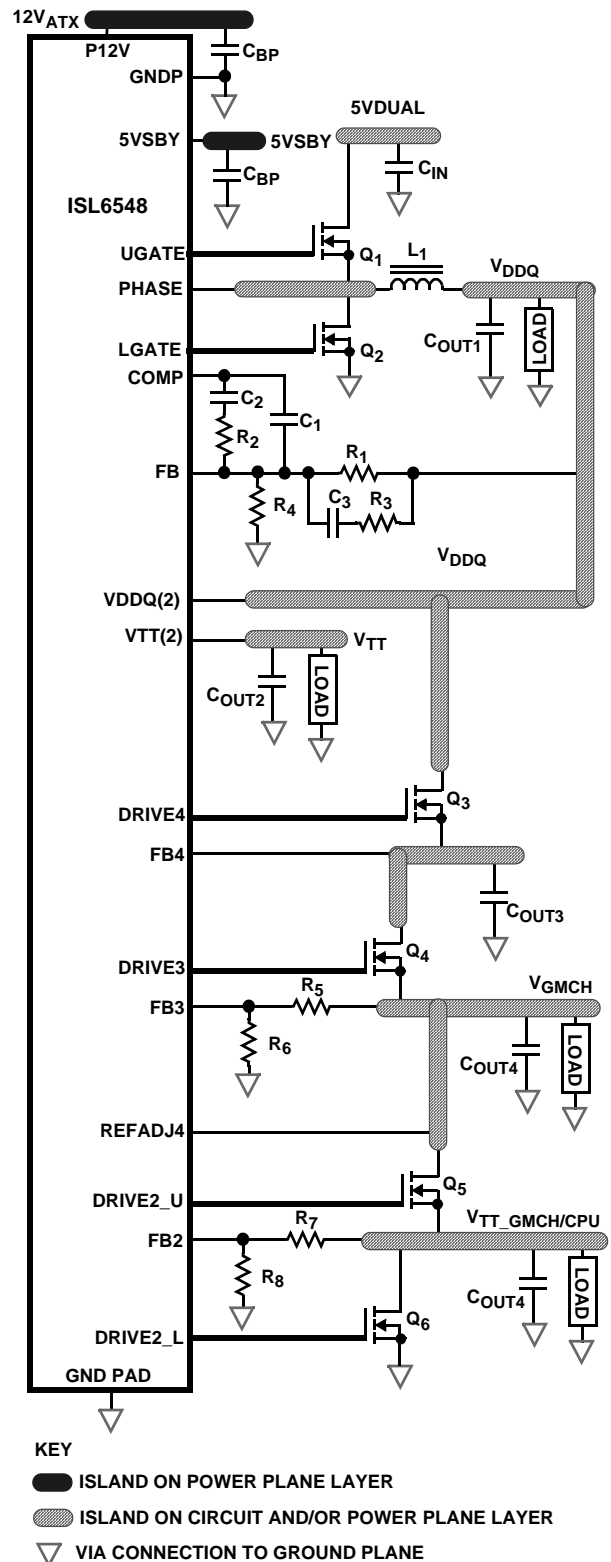 12VATX
P12V
CBP
GNDP
5VDUAL
5VSBY
5VSBY
CIN
CBP
ISL6548
L1
UGATE
Q1
VDDQ
PHASE
COUT1
LOAD
LGATE
Q2
COMP
C2
C1
R2
R1
FB
C3
R3
R4
VDDQ
VDDQ(2)
VTT(2)
VTT
COUT2
LOAD
Q3
DRIVE4
FB4
COUT3
Q4
DRIVE3
R5
VGMCH
FB3
R6
COUT4
LOAD
REFADJ4
Q5
DRIVE2_U
R7
VTT_GMCH/CPU
FB2
R8
COUT4
LOAD
Q6
DRIVE2_L
GND PAD
KEY
ISLAND ON POWER PLANE LAYER
ISLAND ON CIRCUIT AND/OR POWER PLANE LAYER
VIA CONNECTION TO GROUND PLANE